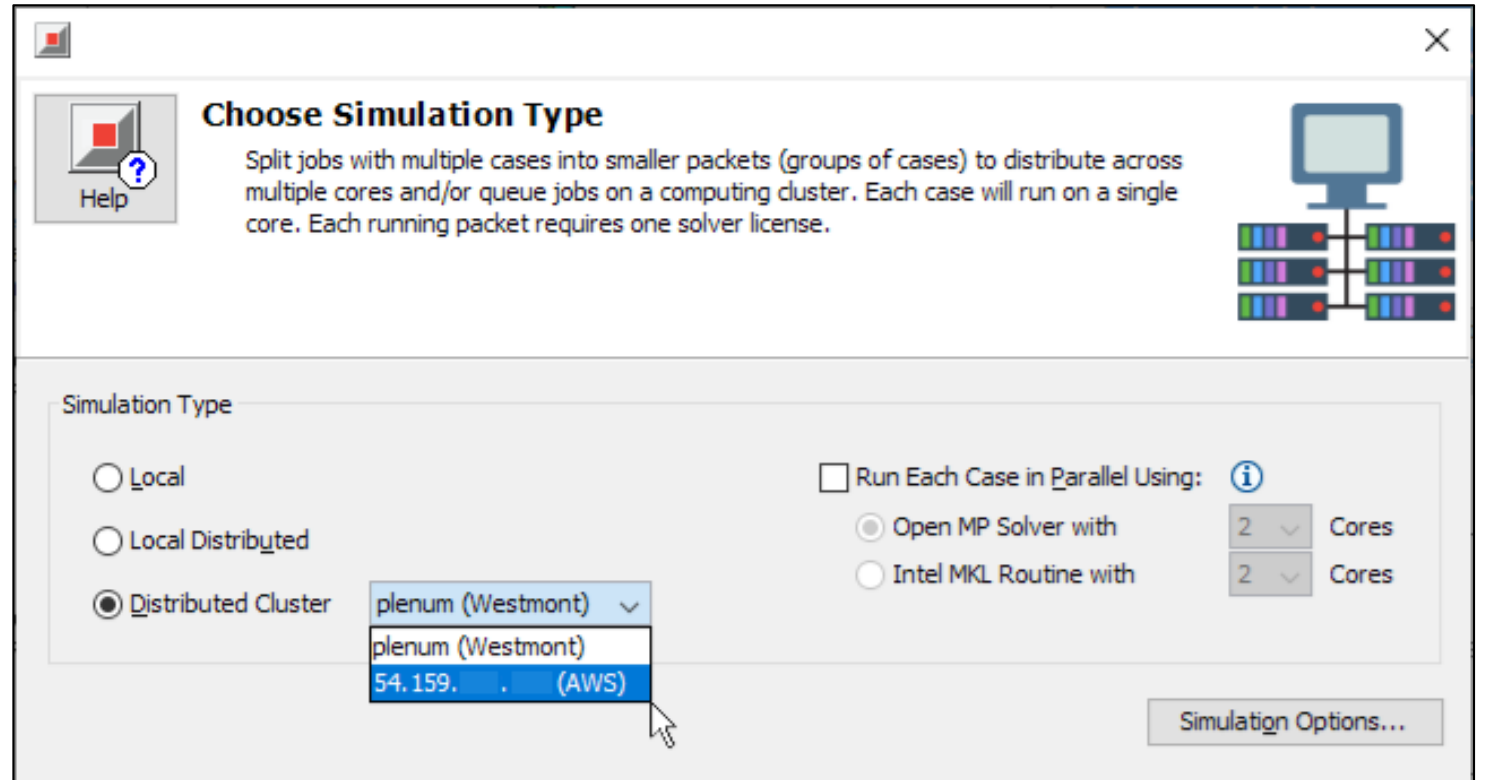 Help
Choose Simulation Type
Split jobs with multiple cases into smaller packets (groups of cases) to distribute across
multiple cores and/or queue jobs on a computing cluster. Each case will run on a single
core. Each running packet requires one solver license.
Simulation Type
Local
Local Distributed
Distributed Cluster
plenum (Westmont)
plenum (Westmont)
54.159. . (AWS)
Run Each Case in Parallel Using:
Open MP Solver with 2 Cores
Intel MKL Routine with 2 Cores
Simulation Options...